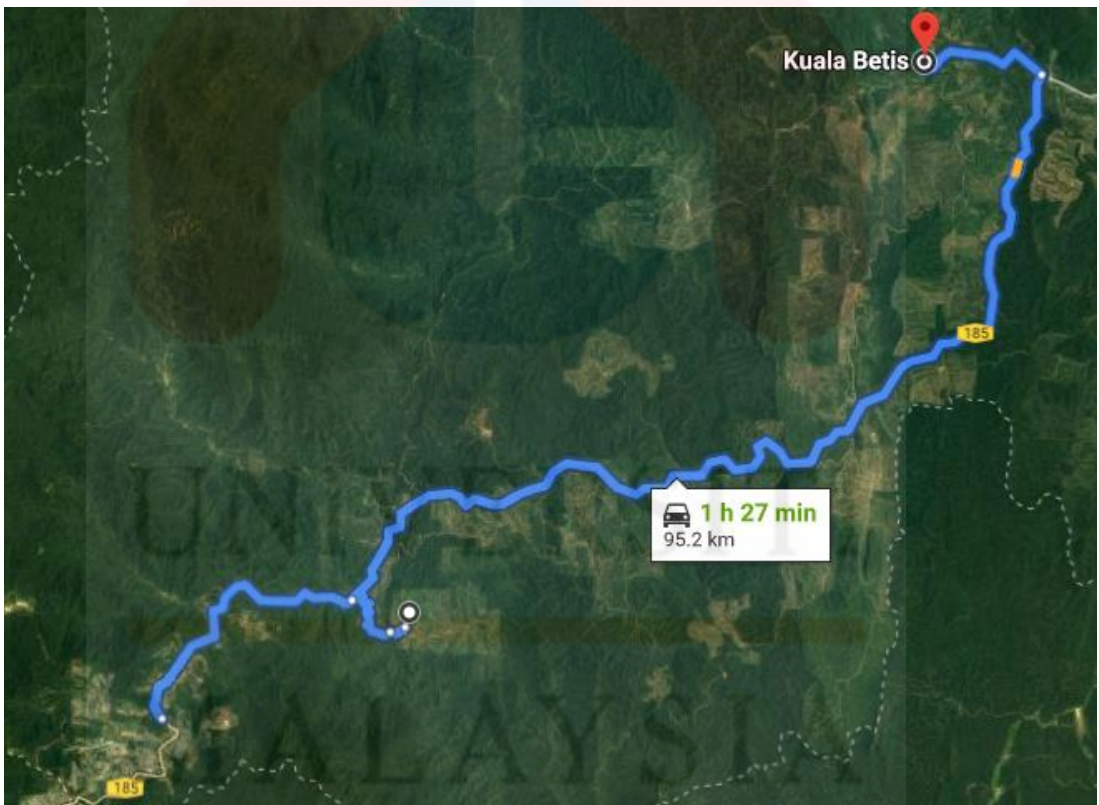 Kuala Betis
185
1 h 27 min
95.2 km
UNIVERSITI
MALAYSIA
185